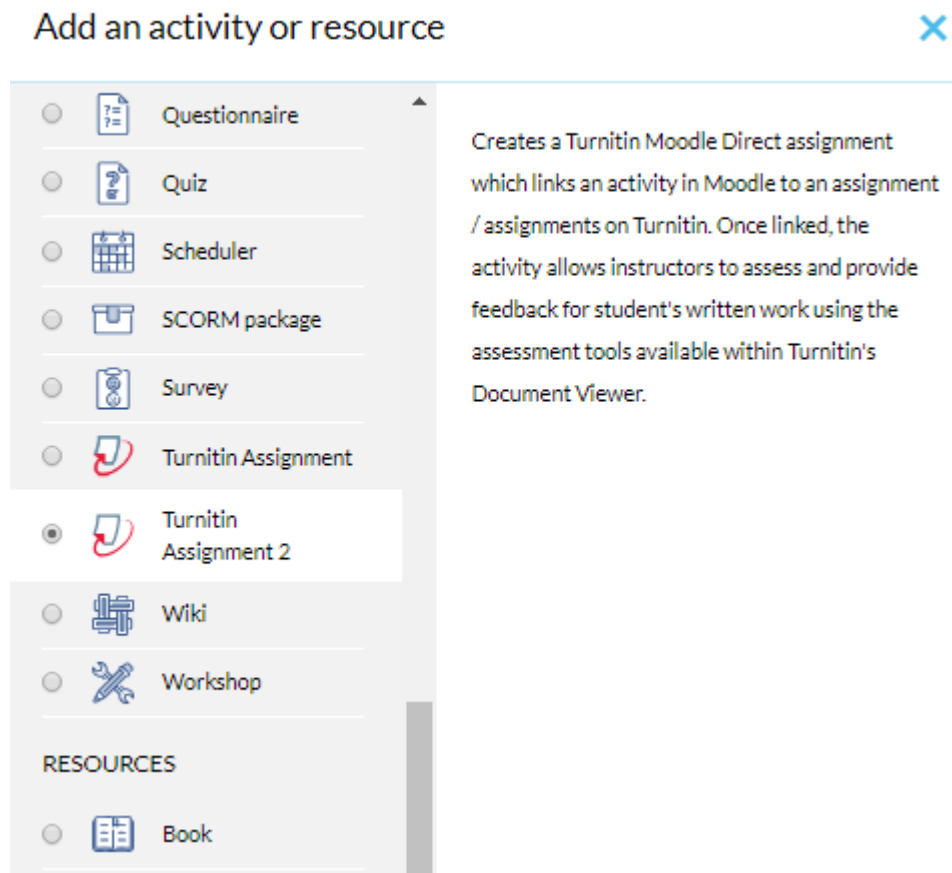 Add an activity or resource
Questionnaire
Quiz
Scheduler
SCORM package
Survey
Turnitin Assignment
Turnitin
Assignment 2
Wiki
Workshop
RESOURCES
Book
Creates a Turnitin Moodle Direct assignment
which links an activity in Moodle to an assignment
/ assignments on Turnitin. Once linked, the
activity allows instructors to assess and provide
feedback for student's written work using the
assessment tools available within Turnitin's
Document Viewer.